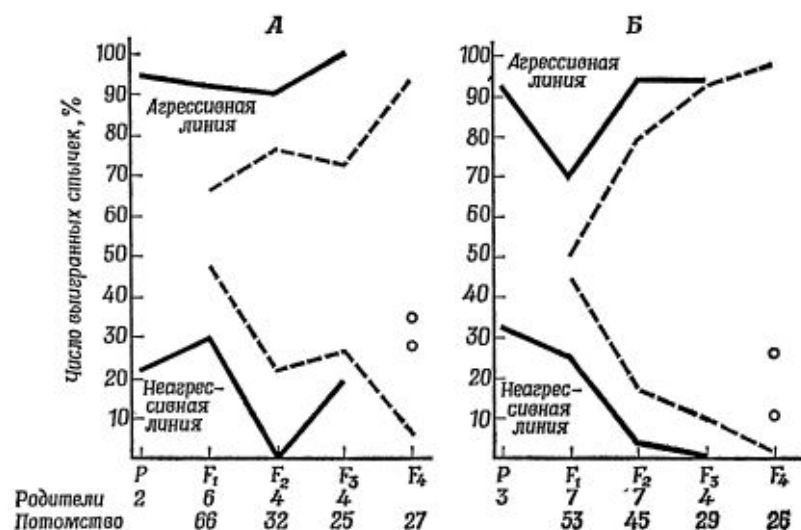 А
Б
Число выигранных стычек, %
100
90
80
70
60
50
40
30
20
10
Агрессивная
линия
Неагрес-
сивная
линия
100
90
80
70
60
50
40
30
20
10
Агрессивная
линия
Неагрес-
сивная
линия
P F₁ F₂ F₃ F₄ P F₁ F₂ F₃ F₄
Родители 2 6 4 4 3 7 7 4
Потомство 66 32 25 27 53 45 29 26